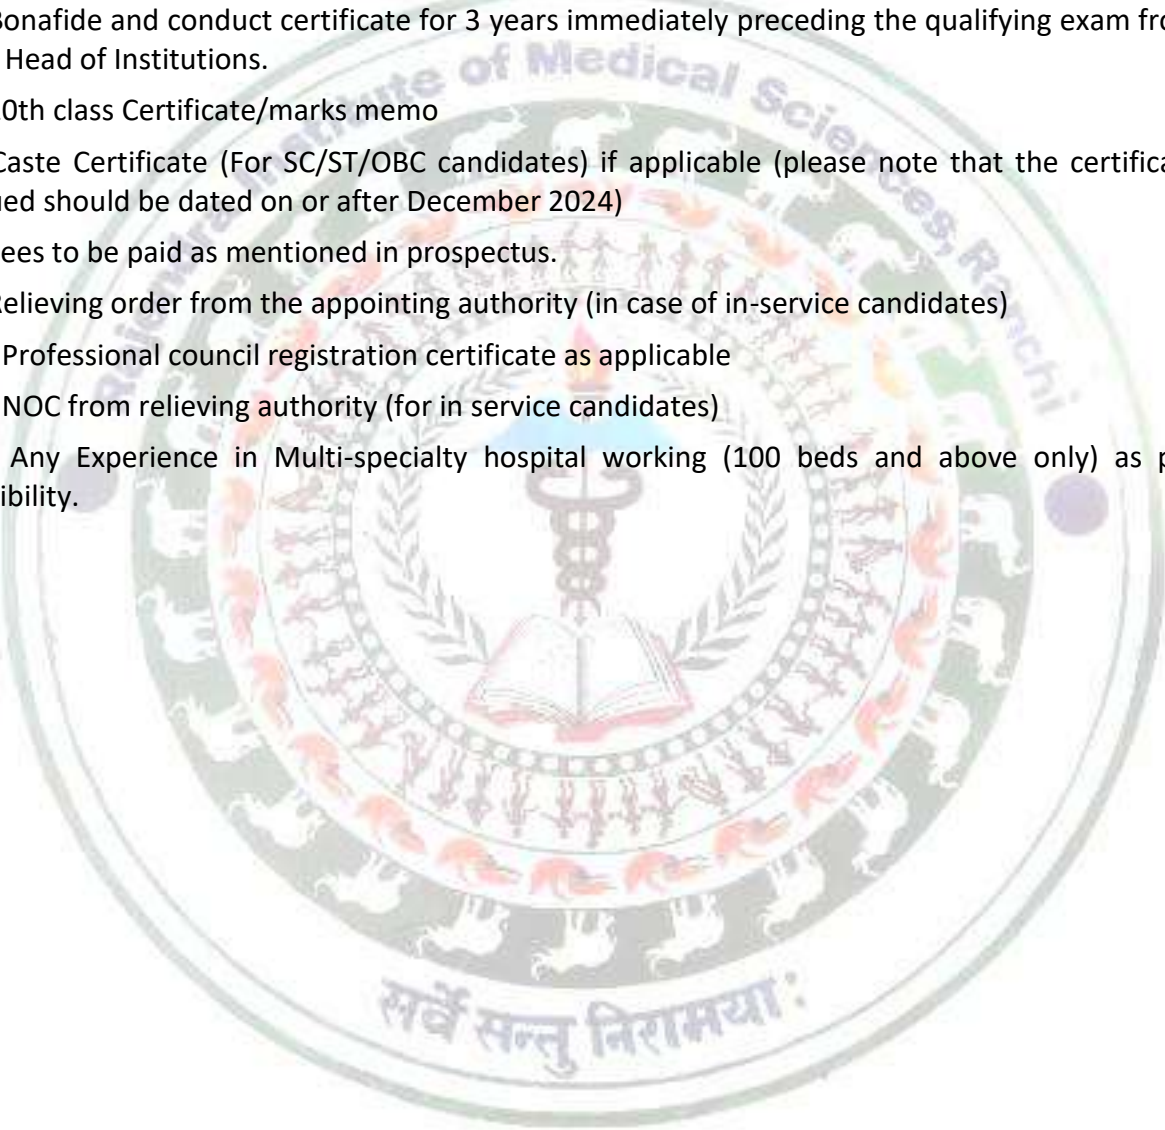 Bonafide and conduct certificate for 3 years immediately preceding the qualifying exam fro
Head of Institutions.
0th class Certificate/marks memo
Caste Certificate (For SC/ST/OBC candidates) if applicable (please note that the certifica
ued should be dated on or after December 2024)
ees to be paid as mentioned in prospectus.
Relieving order from the appointing authority (in case of in-service candidates)
Professional council registration certificate as applicable
NOC from relieving authority (for in service candidates)
Any Experience in Multi-specialty hospital working (100 beds and above only) as p
ibility.
Rajendra Institute of Medical Sciences, Ranchi
सर्वे सन्तु निरामया: